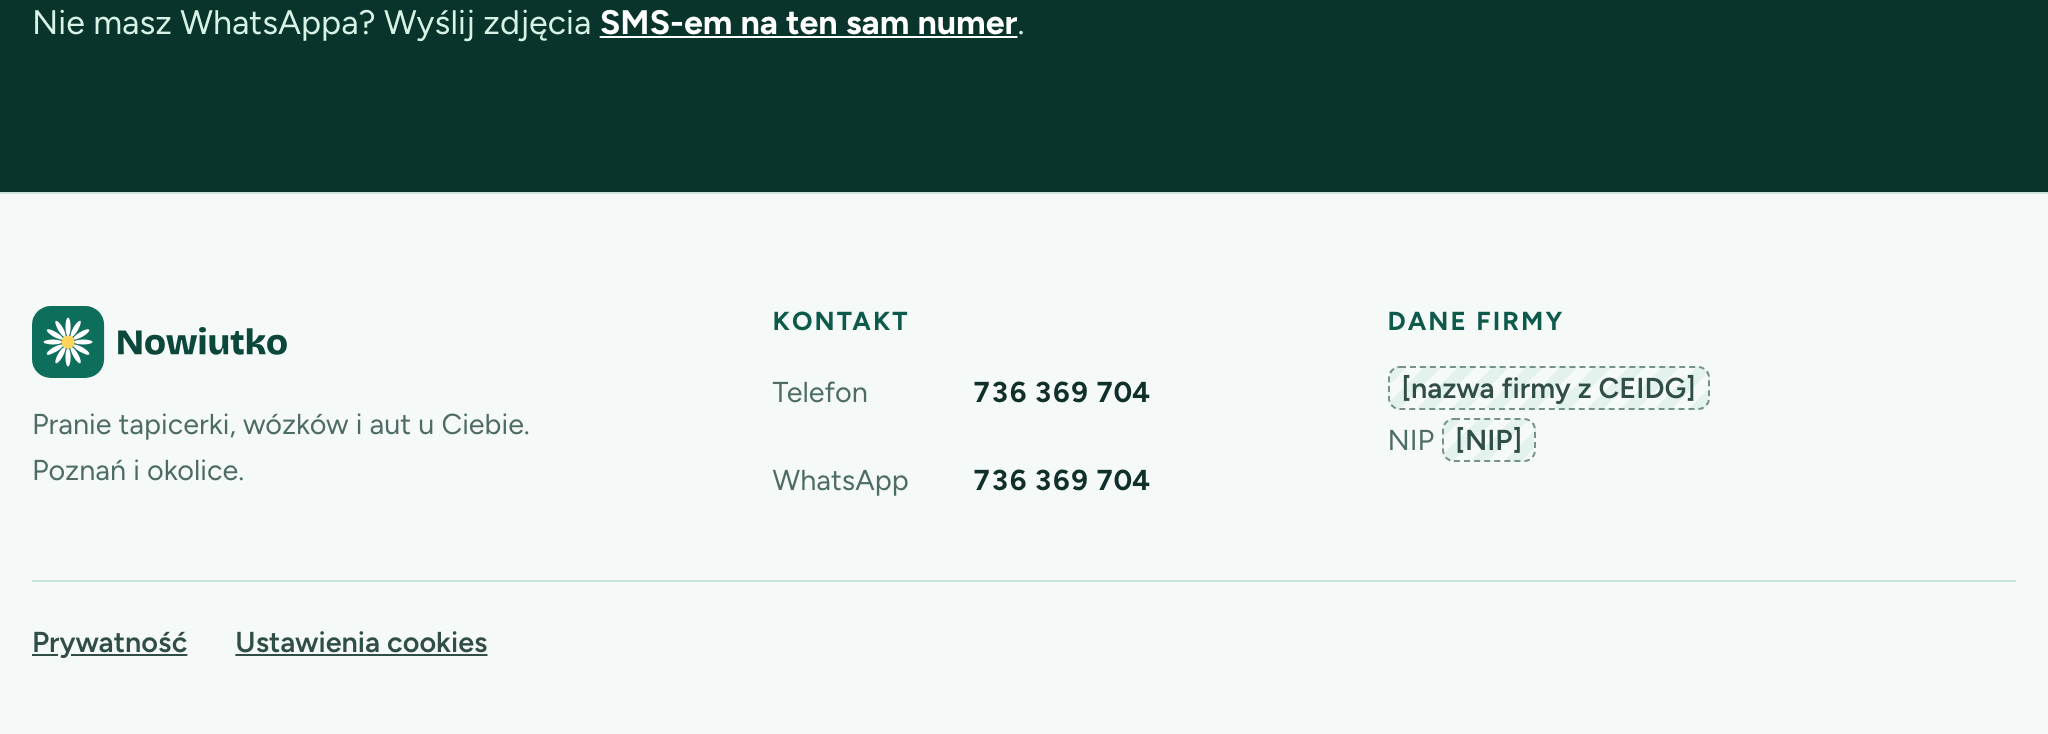 Nie masz WhatsAppa? Wyślij zdjęcia SMS-em na ten sam numer.
Nowiutko
Pranie tapicerki, wózków i aut u Ciebie.
Poznań i okolice.
KONTAKT
Telefon 736 369 704
WhatsApp 736 369 704
DANE FIRMY
[nazwa firmy z CEIDG]
NIP [NIP]
Prywatność Ustawienia cookies